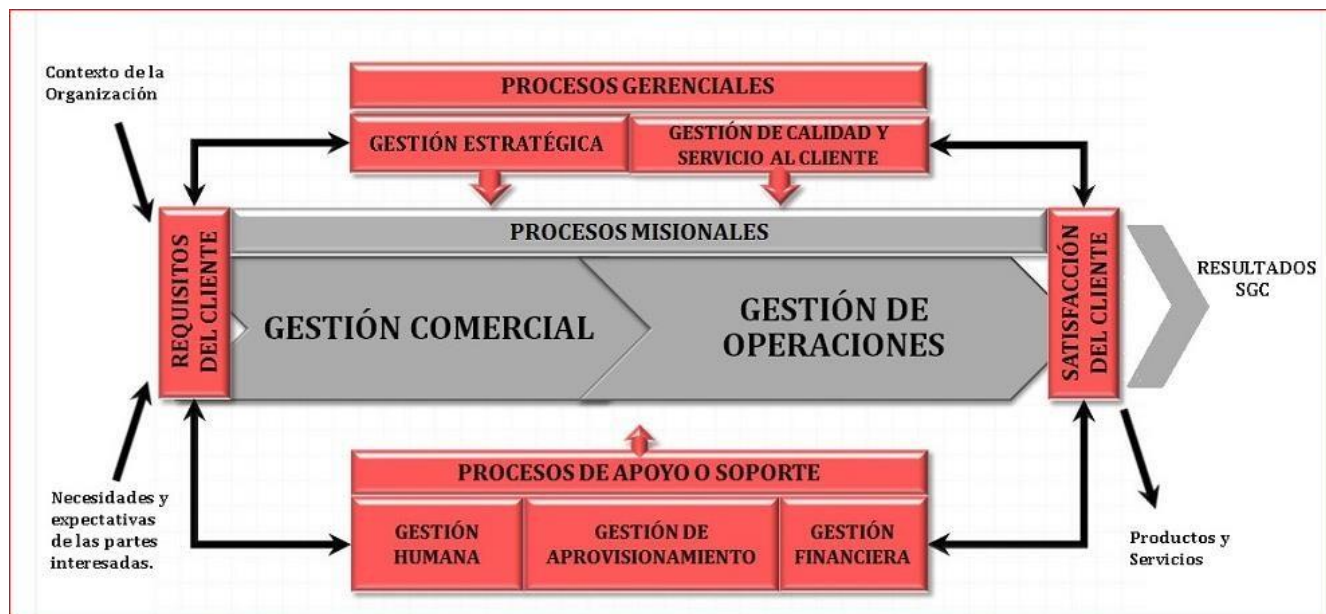 Contexto de la
Organización
PROCESOS GERENCIALES
GESTIÓN ESTRATÉGICA
GESTIÓN DE CALIDAD Y
SERVICIO AL CLIENTE
PROCESOS MISIONALES
REQUISITOS
DEL CLIENTE
GESTIÓN COMERCIAL
GESTIÓN DE
OPERACIONES
SATISFACCIÓN
DEL CLIENTE
RESULTADOS
SGC
PROCESOS DE APOYO O SOPORTE
GESTIÓN
HUMANA
GESTIÓN DE
APROVISIONAMIENTO
GESTIÓN
FINANCIERA
Necesidades y
expectativas
de las partes
interesadas.
Productos y
Servicios